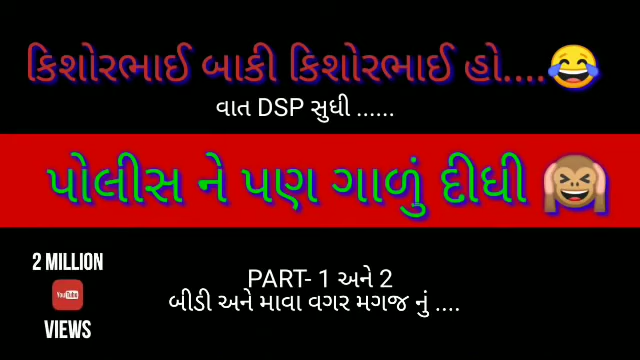 કિશોરભાઈ બાકી કિશોરભાઈ હો....😂
વાત DSP સુધી ......
પોલીસ ને પણ ગાળું દીધી 🙈
2 MILLION
YouTube
VIEWS
PART- 1 અને 2
બીડી અને માવા વગર મગજ નું ....